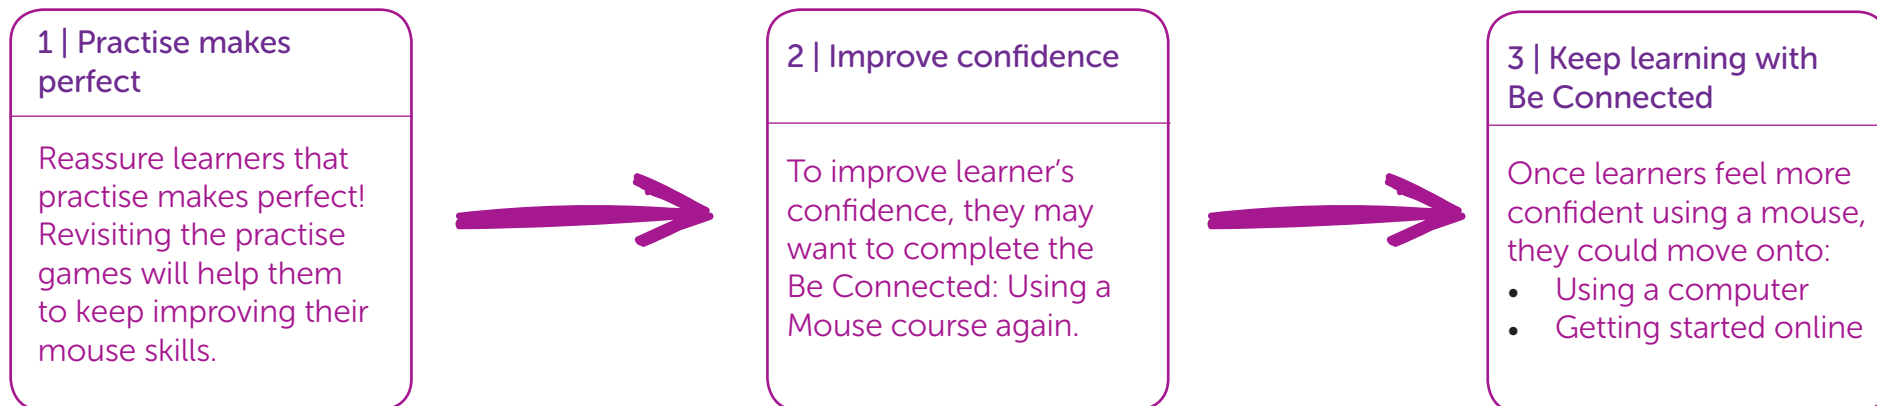 1 | Practise makes
perfect
Reassure learners that
practise makes perfect!
Revisiting the practise
games will help them
to keep improving their
mouse skills.
2 | Improve confidence
To improve learner’s
confidence, they may
want to complete the
Be Connected: Using a
Mouse course again.
3 | Keep learning with
Be Connected
Once learners feel more
confident using a mouse,
they could move onto:
• Using a computer
• Getting started online